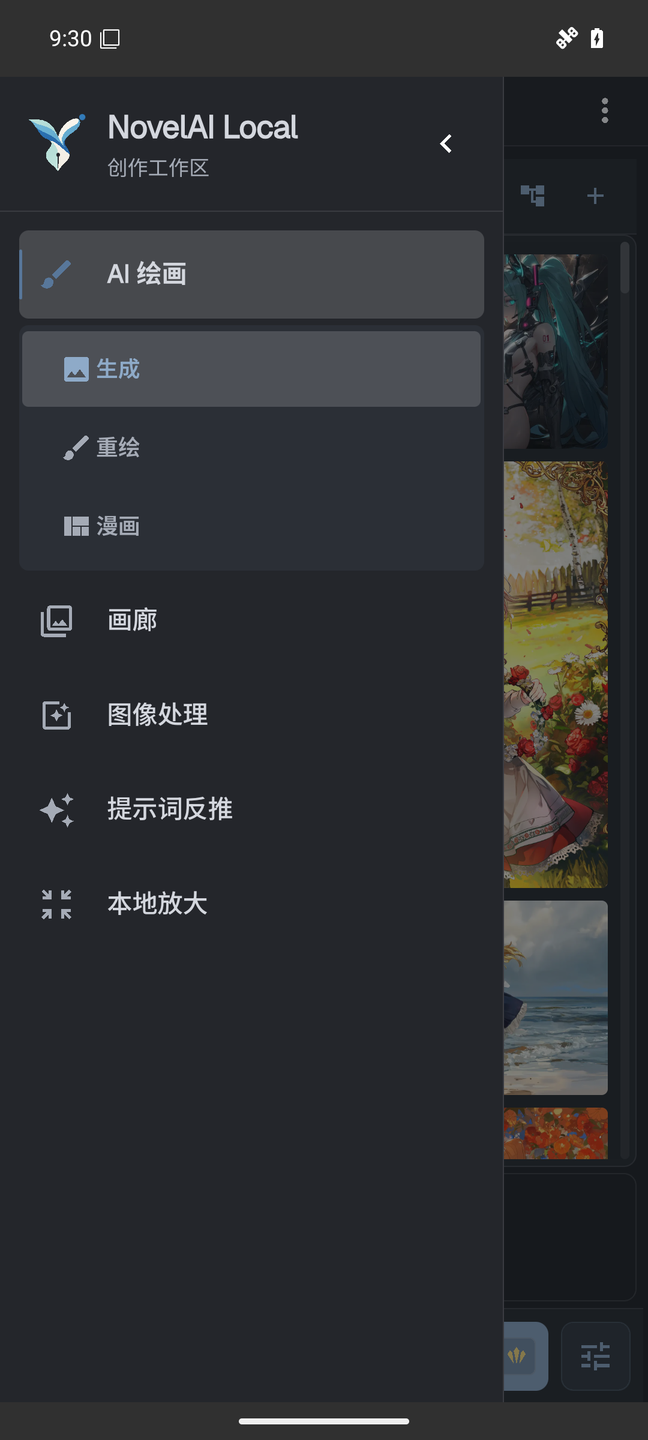 9:30
NovelAI Local
创作工作区
AI 绘画
生成
重绘
漫画
画廊
图像处理
提示词反推
本地放大